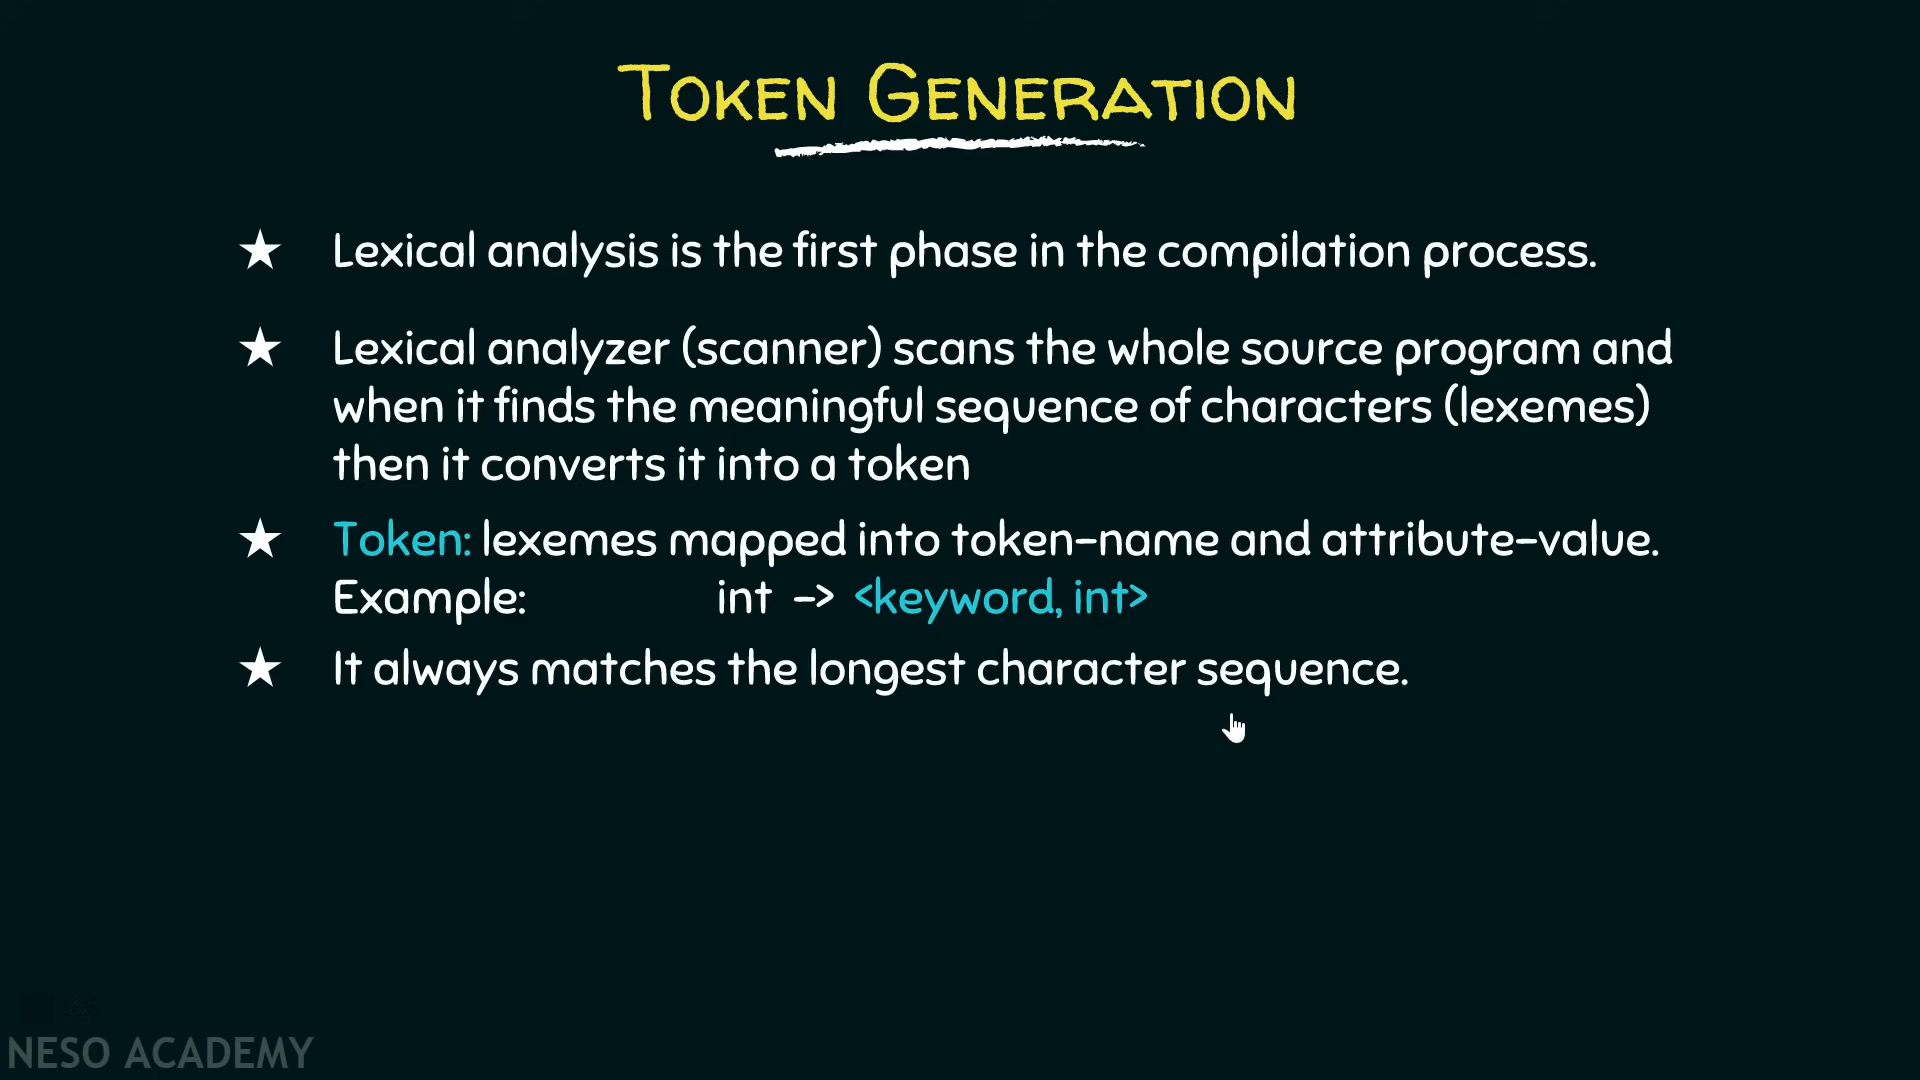 TOKEN GENERATION
★ Lexical analysis is the first phase in the compilation process.
★ Lexical analyzer (scanner) scans the whole source program and
when it finds the meaningful sequence of characters (lexemes)
then it converts it into a token
★ Token: lexemes mapped into token-name and attribute-value.
Example: int -> <keyword, int>
★ It always matches the longest character sequence.
NESO ACADEMY